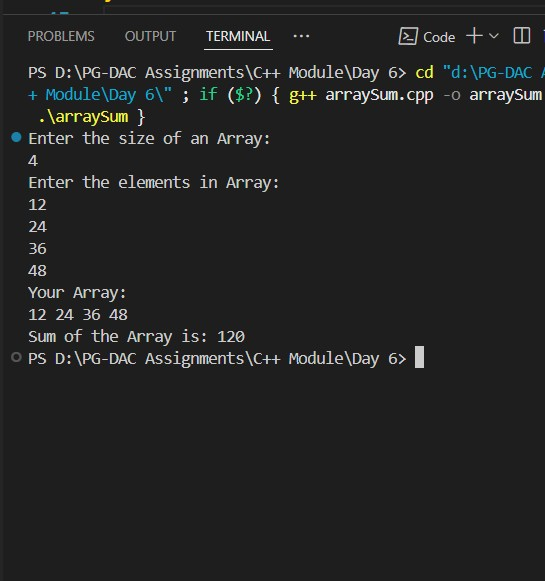 PROBLEMS OUTPUT TERMINAL ... Code
PS D:\PG-DAC Assignments\C++ Module\Day 6> cd "d:\PG-DAC
+ Module\Day 6\" ; if ($?) { g++ arraySum.cpp -o arraySum
.\arraySum }
Enter the size of an Array:
4
Enter the elements in Array:
12
24
36
48
Your Array:
12 24 36 48
Sum of the Array is: 120
PS D:\PG-DAC Assignments\C++ Module\Day 6>